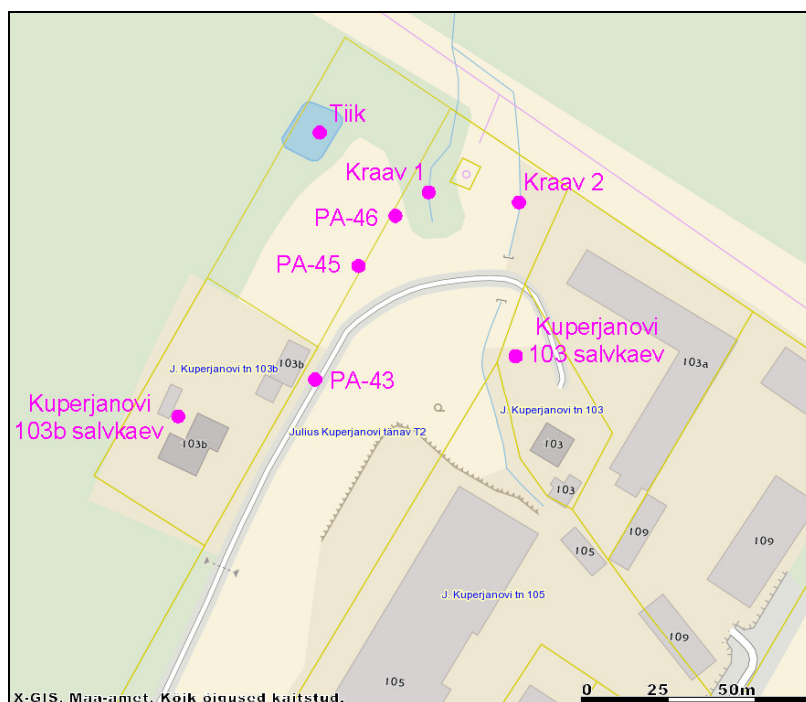 Tiik
Kraav 1
Kraav 2
PA-46
PA-45
Kuperjanovi
103 salvkaev
103a
103b
J. Kuperjanovi tn 103b
PA-43
Kuperjanovi
103b salvkaev
103b
J. Kuperjanovi tn 103
Julius Kuperjanovi tänav T2
103
103
109
109
105
J. Kuperjanovi tn 105
109
105
X-GIS. Maa-amet. Kõik õigused kaitstud.
0 25 50m